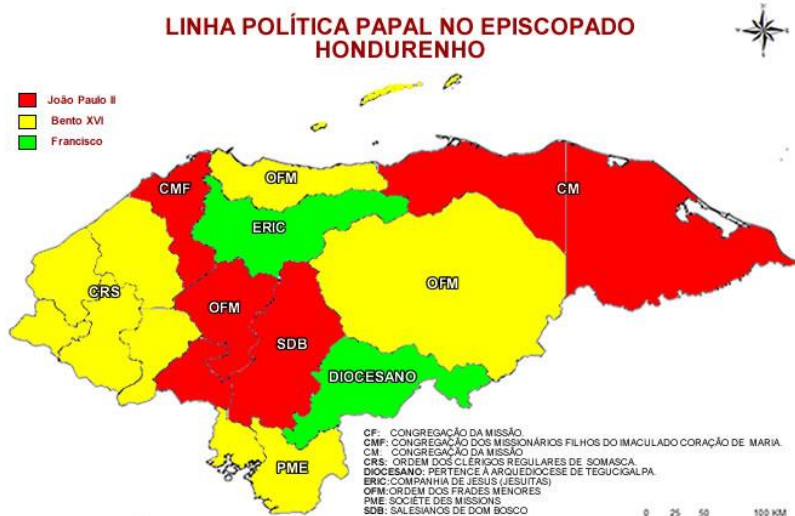 LINHA POLÍTICA PAPAL NO EPISCOPADO
HONDURENHO
João Paulo II
Bento XVI
Francisco
CMF
OFM
CM
ERIC
CRS
OFM
OFM
SDB
DIOCESANO
PME
CF: CONGREGAÇÃO DA MISSÃO.
CMF: CONGREGAÇÃO DOS MISSIONÁRIOS FILHOS DO IMACULADO CORAÇÃO DE MARIA.
CM: CONGREGAÇÃO DA MISSÃO
CRS: ORDEM DOS CLÉRIGOS REGULARES DE SOMASCA.
DIOCESANO: PERTENCE À ARQUEDIOCESE DE TEGUCIGALPA.
ERIC: COMPANHIA DE JESUS (JESUITAS)
OFM: ORDEM DOS FRADES MENORES
PME: SOCIÉTE DES MISSIONS
SDB: SALESIANOS DE DOM BOSCO
0 25 50 100 KM